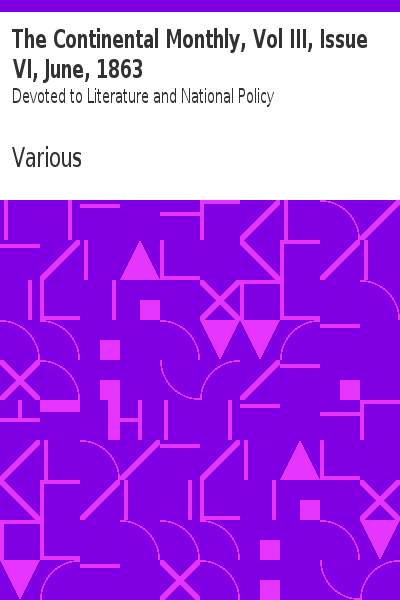 The Continental Monthly, Vol III, Issue
VI, June, 1863
Devoted to Literature and National Policy
Various